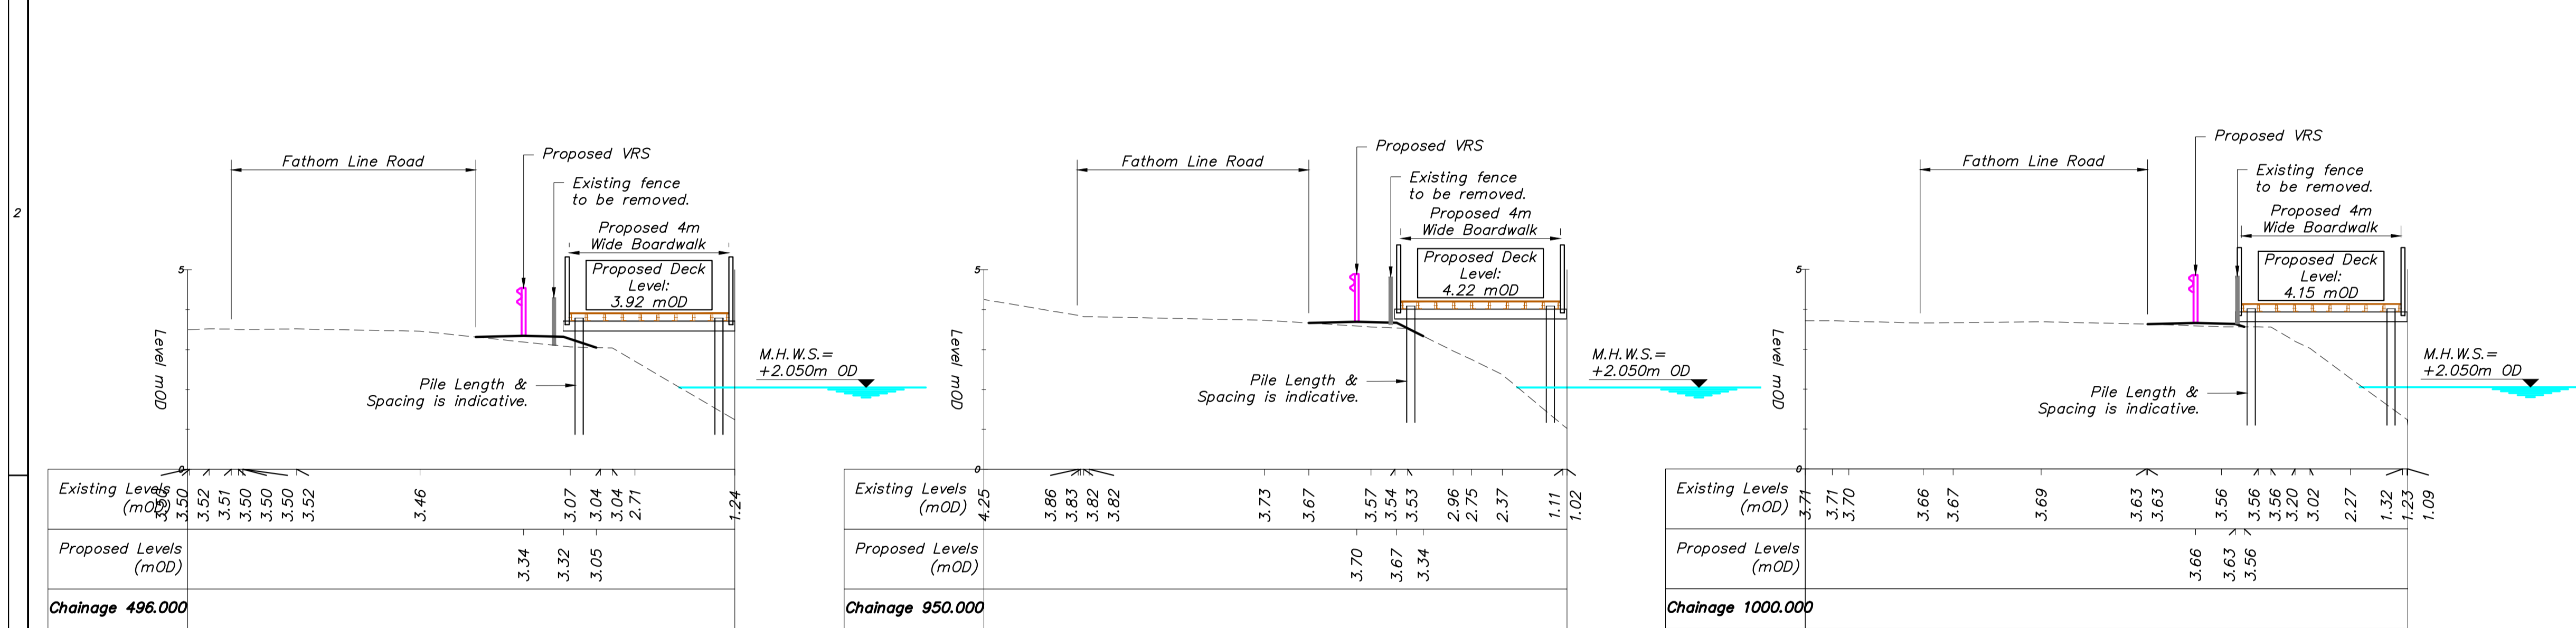 2
Fathom Line Road
Proposed VRS
Existing fence
to be removed.
Proposed 4m
Wide Boardwalk
Proposed Deck
Level:
3.92 mOD
5
Level mOD
M.H.W.S.=
+2.050m OD
Pile Length &
Spacing is indicative.
0
Existing Levels
(mOD)
3.50 3.50 3.52 3.51 3.50 3.50 3.50 3.52 3.46 3.07 3.04 3.04 2.71 1.24
Proposed Levels
(mOD)
3.34 3.32 3.05
Chainage 496.000
Fathom Line Road
Proposed VRS
Existing fence
to be removed.
Proposed 4m
Wide Boardwalk
Proposed Deck
Level:
4.22 mOD
5
Level mOD
M.H.W.S.=
+2.050m OD
Pile Length &
Spacing is indicative.
0
Existing Levels
(mOD)
4.25 3.86 3.83 3.82 3.82 3.73 3.67 3.57 3.54 3.53 2.96 2.75 2.37 1.11 1.02
Proposed Levels
(mOD)
3.70 3.67 3.34
Chainage 950.000
Fathom Line Road
Proposed VRS
Existing fence
to be removed.
Proposed 4m
Wide Boardwalk
Proposed Deck
Level:
4.15 mOD
5
Level mOD
M.H.W.S.=
+2.050m OD
Pile Length &
Spacing is indicative.
0
Existing Levels
(mOD)
3.71 3.71 3.70 3.66 3.67 3.69 3.63 3.63 3.56 3.56 3.56 3.20 3.02 2.27 1.32 1.23 1.09
Proposed Levels
(mOD)
3.66 3.63 3.56
Chainage 1000.000